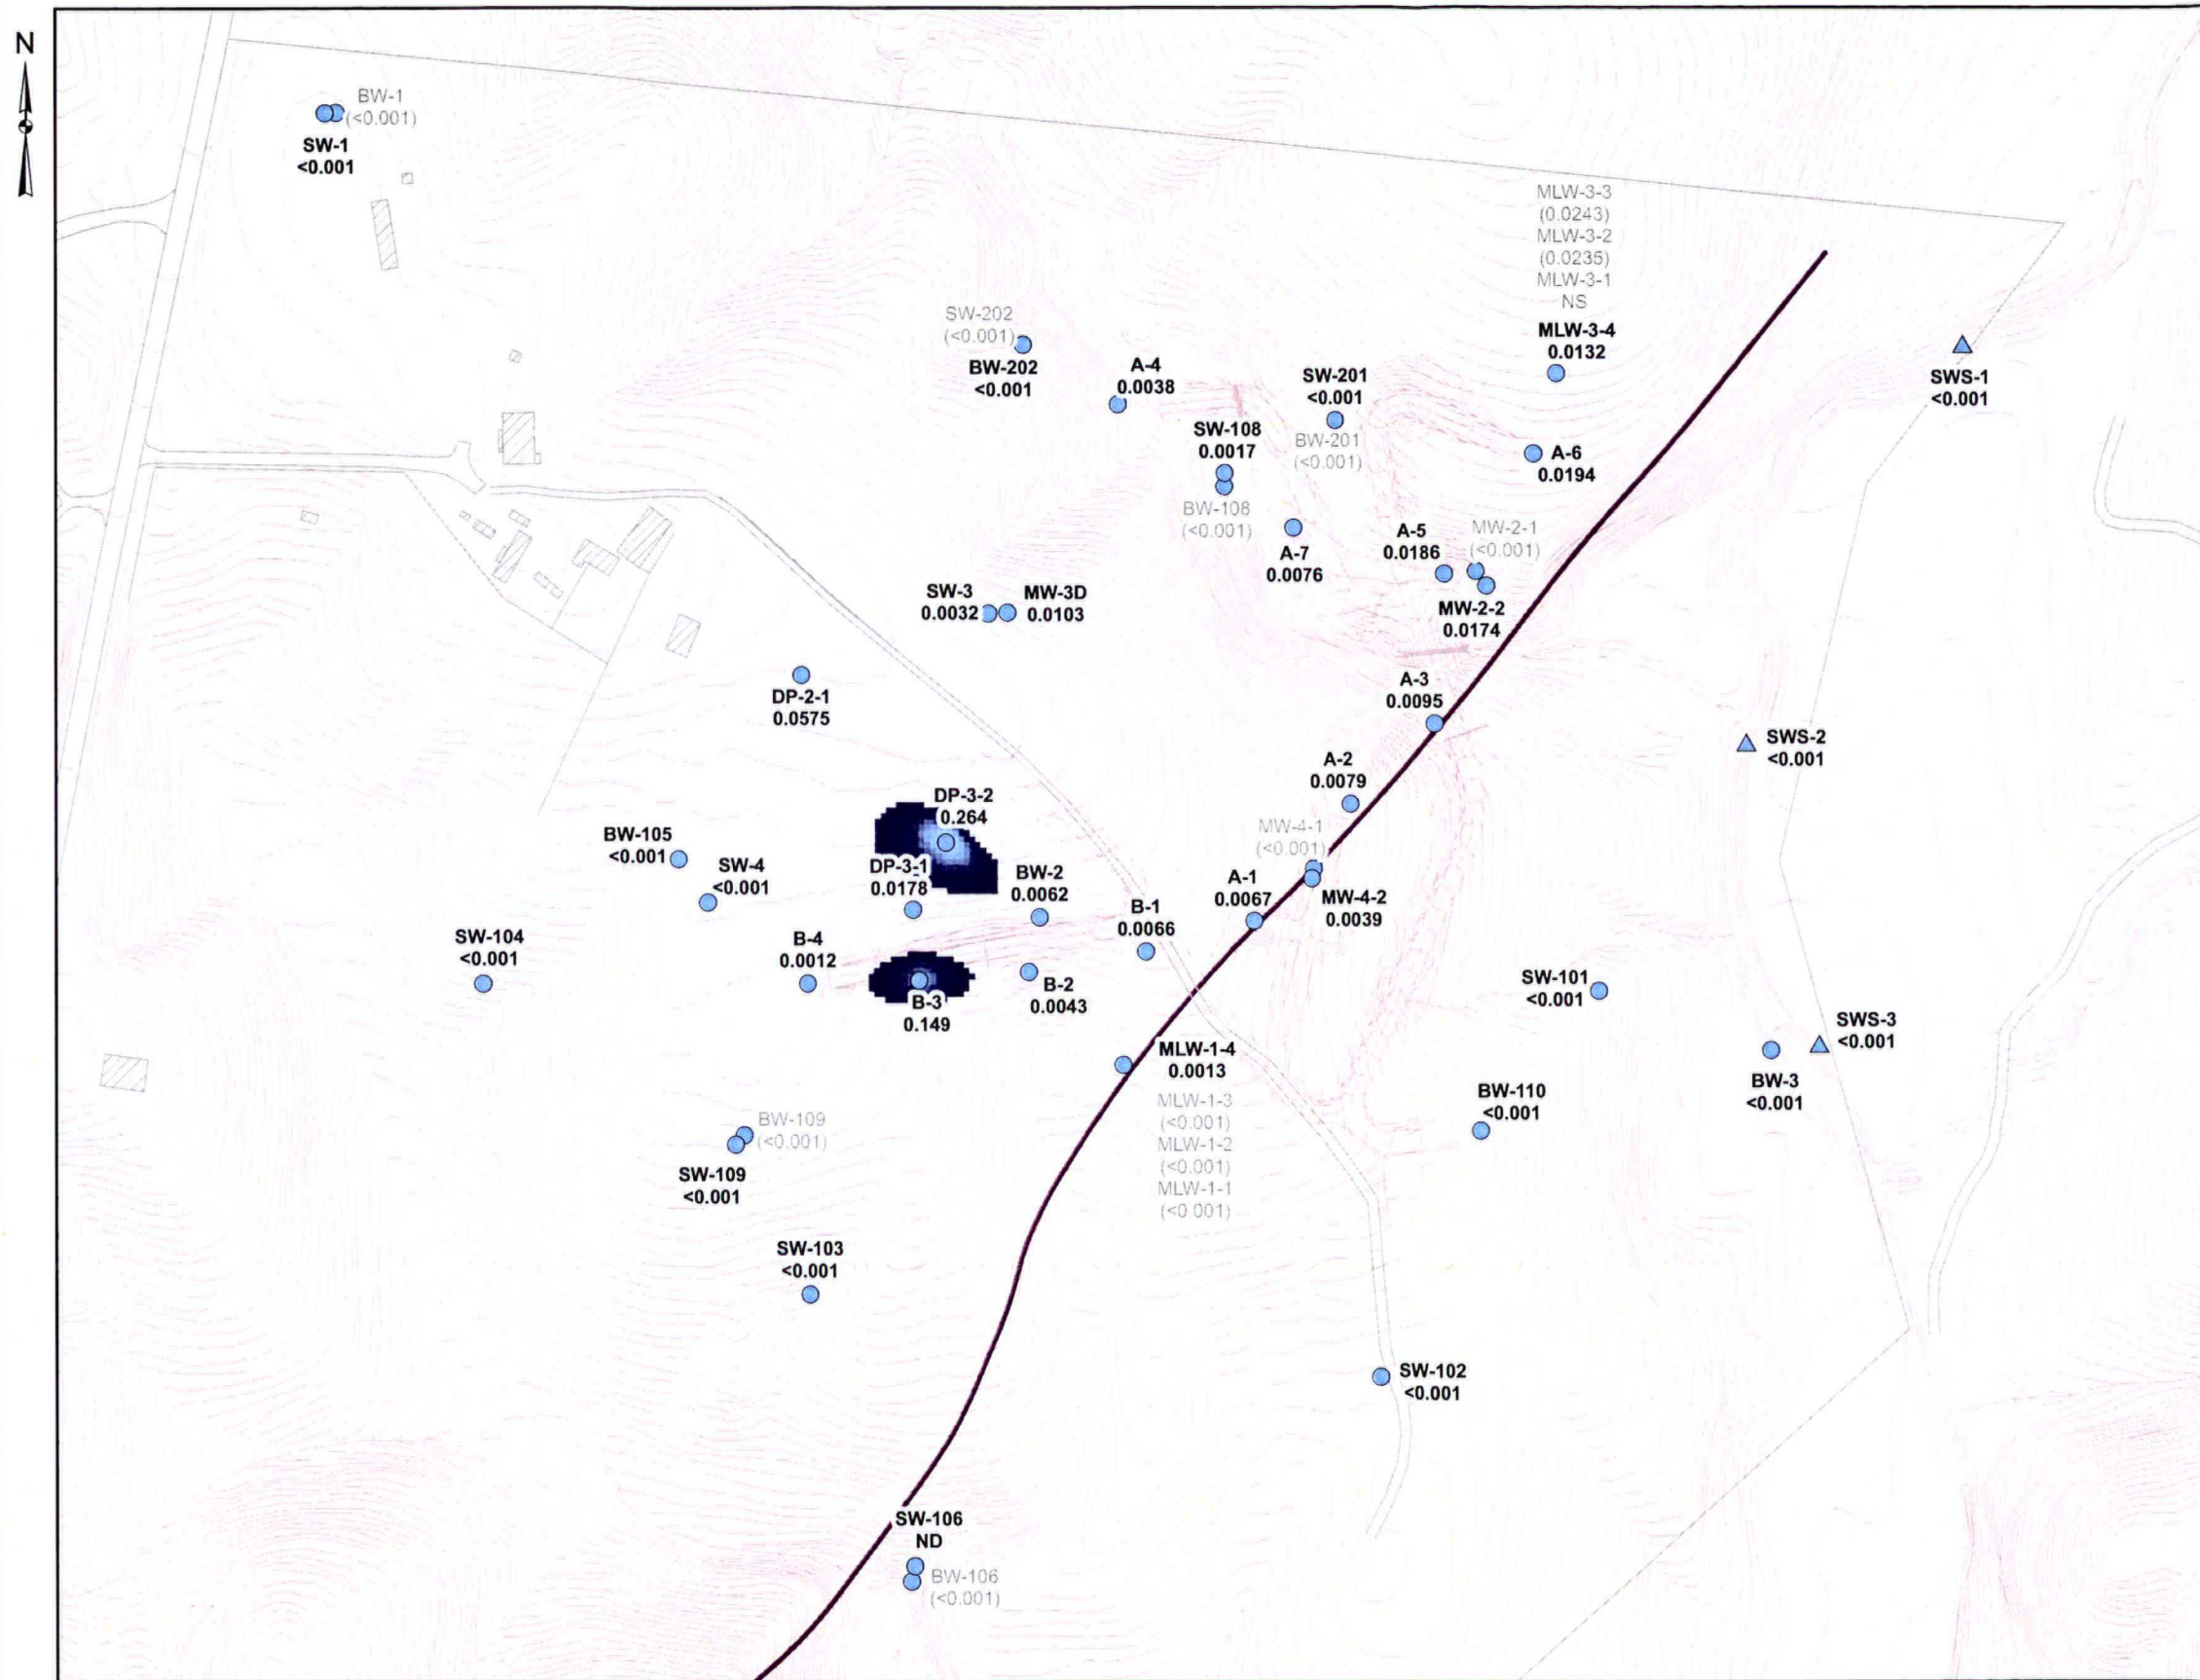 N
BW-1
(<0.001)
SW-1
<0.001
MLW-3-3
(0.0243)
MLW-3-2
(0.0235)
MLW-3-1
NS
MLW-3-4
0.0132
SW-202
(<0.001)
BW-202
<0.001
A-4
0.0038
SW-201
<0.001
BW-201
(<0.001)
SWS-1
<0.001
SW-108
0.0017
BW-108
(<0.001)
A-6
0.0194
A-7
0.0076
A-5
0.0186
MW-2-1
(<0.001)
MW-2-2
0.0174
SW-3
0.0032
MW-3D
0.0103
DP-2-1
0.0575
A-3
0.0095
SWS-2
<0.001
A-2
0.0079
DP-3-2
0.264
MW-4-1
(<0.001)
BW-105
<0.001
SW-4
<0.001
DP-3-1
0.0178
BW-2
0.0062
A-1
0.0067
MW-4-2
0.0039
B-1
0.0066
SW-104
<0.001
B-4
0.0012
B-3
0.149
B-2
0.0043
SW-101
<0.001
SWS-3
<0.001
MLW-1-4
0.0013
MLW-1-3
(<0.001)
MLW-1-2
(<0.001)
MLW-1-1
(<0.001)
BW-3
<0.001
BW-110
<0.001
BW-109
(<0.001)
SW-109
<0.001
SW-103
<0.001
SW-102
<0.001
SW-106
ND
BW-106
(<0.001)